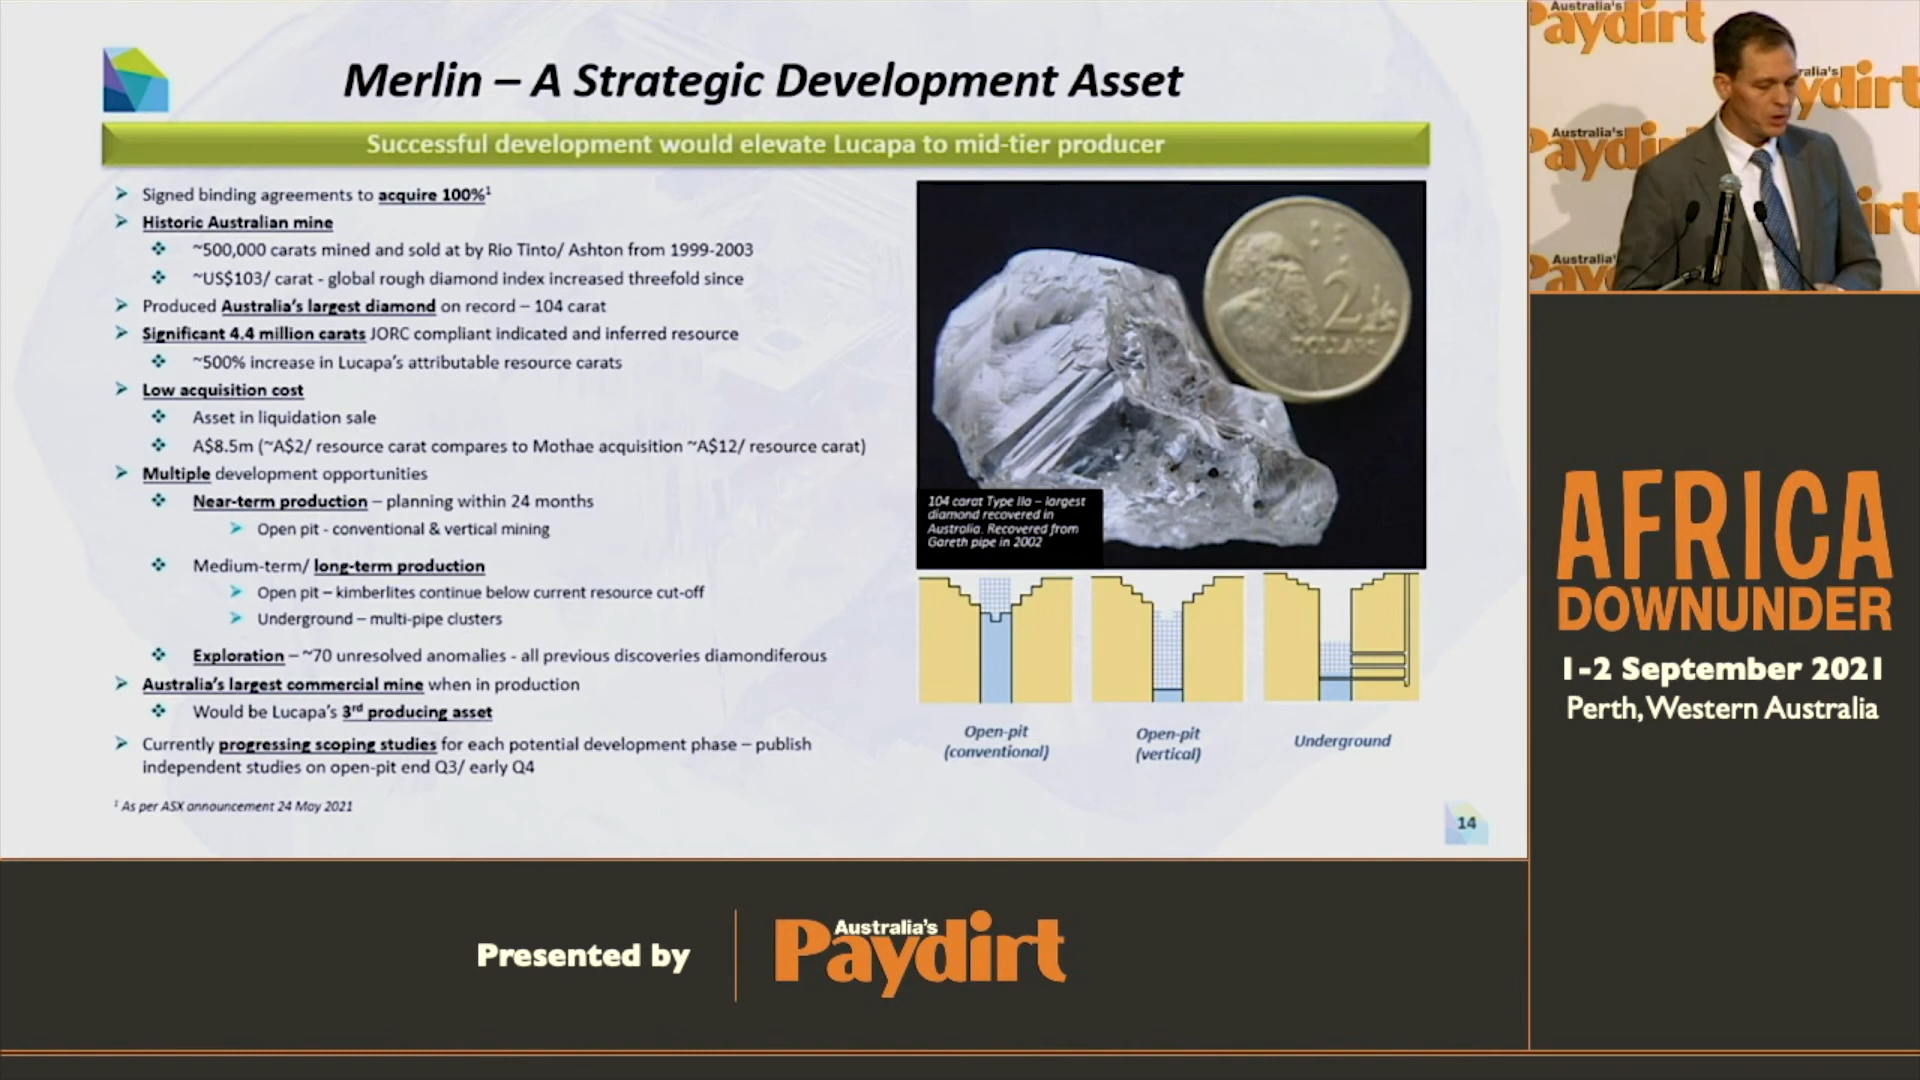 Merlin – A Strategic Development Asset
Successful development would elevate Lucapa to mid-tier producer
Signed binding agreements to acquire 100%¹
Historic Australian mine
~500,000 carats mined and sold at by Rio Tinto/ Ashton from 1999-2003
~US$103/ carat - global rough diamond index increased threefold since
Produced Australia's largest diamond on record – 104 carat
Significant 4.4 million carats JORC compliant indicated and inferred resource
~500% increase in Lucapa's attributable resource carats
Low acquisition cost
Asset in liquidation sale
A$8.5m (~A$2/ resource carat compares to Mothae acquisition ~A$12/ resource carat)
Multiple development opportunities
Near-term production – planning within 24 months
Open pit - conventional & vertical mining
Medium-term/ long-term production
Open pit – kimberlites continue below current resource cut-off
Underground – multi-pipe clusters
Exploration – ~70 unresolved anomalies - all previous discoveries diamondiferous
Australia's largest commercial mine when in production
Would be Lucapa's 3rd producing asset
Currently progressing scoping studies for each potential development phase – publish
independent studies on open-pit end Q3/ early Q4
¹ As per ASX announcement 24 May 2021
2
DOLLARS
104 carat Type IIa – largest
diamond recovered in
Australia. Recovered from
Gareth pipe in 2002
Open-pit
(conventional)
Open-pit
(vertical)
Underground
14
Australia's
Paydirt
ralia's
ydirt
Australia's
Paydi
irt
Australia's
Payd
AFRICA
DOWNUNDER
1-2 September 2021
Perth, Western Australia
Presented by
Australia's
Paydirt